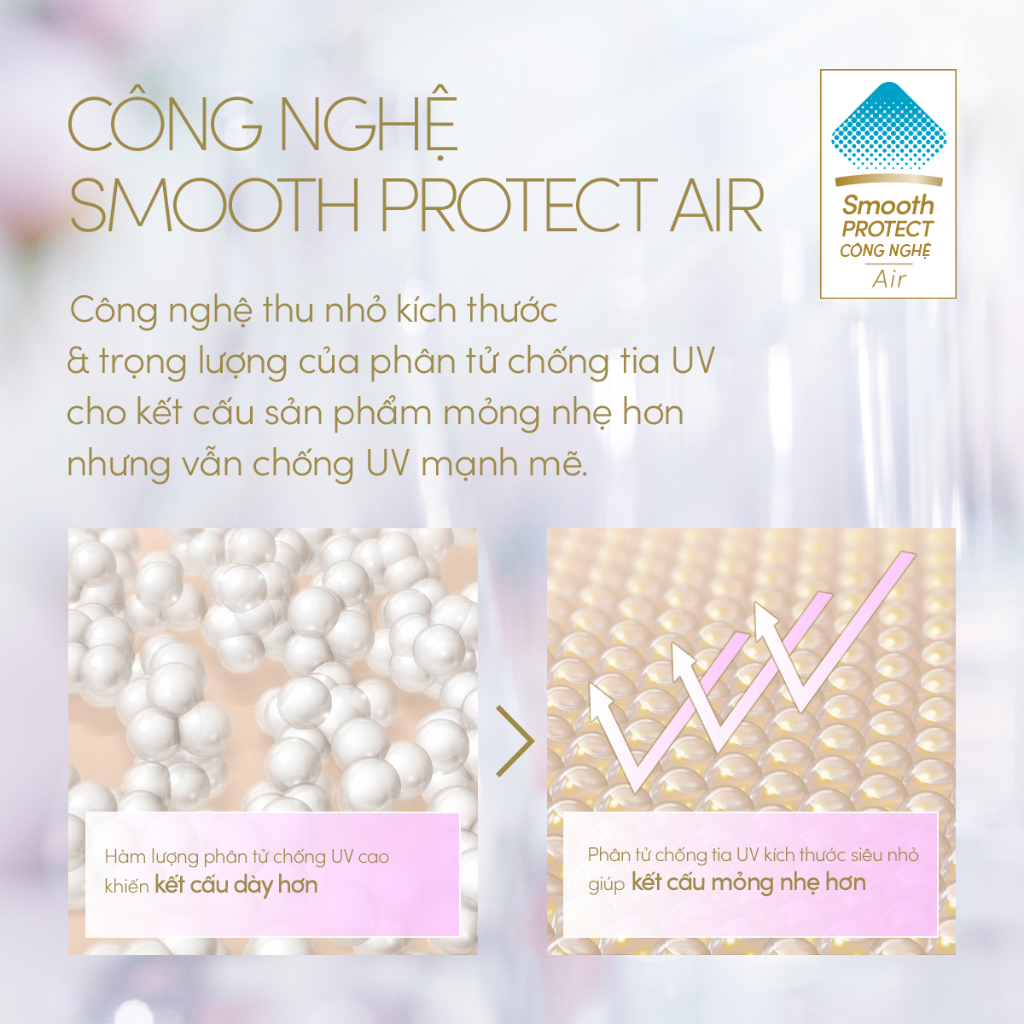 CÔNG NGHỆ
SMOOTH PROTECT AIR
Smooth
PROTECT
CÔNG NGHỆ
Air
Công nghệ thu nhỏ kích thước
& trọng lượng của phân tử chống tia UV
cho kết cấu sản phẩm mỏng nhẹ hơn
nhưng vẫn chống UV mạnh mẽ.
Hàm lượng phân tử chống UV cao
khiến kết cấu dày hơn
Phân tử chống tia UV kích thước siêu nhỏ
giúp kết cấu mỏng nhẹ hơn